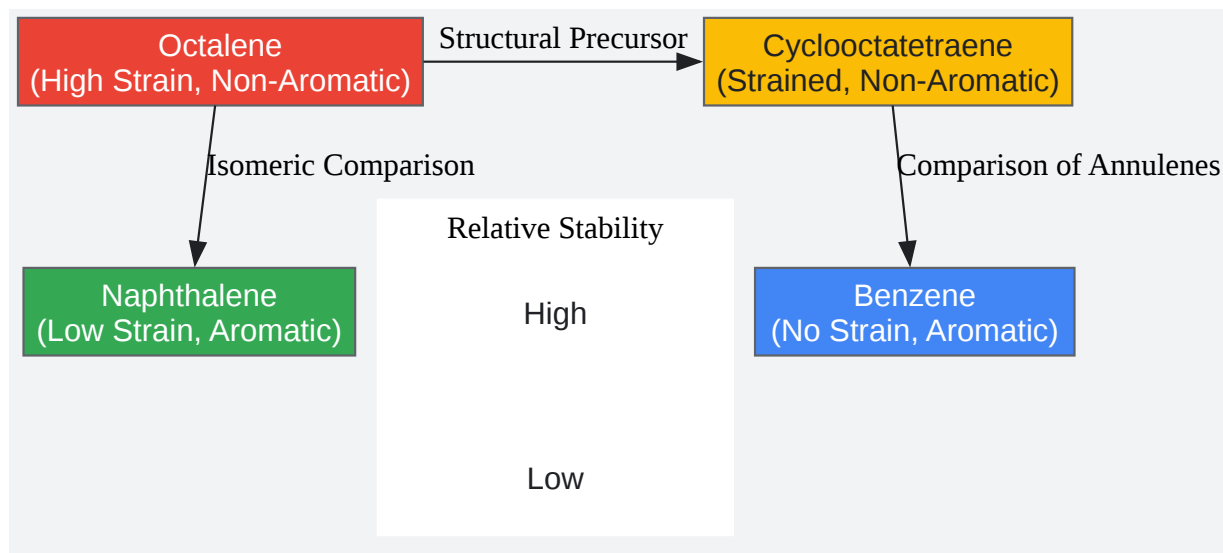 Octalene
(High Strain, Non-Aromatic)
Structural Precursor
Cyclooctatetraene
(Strained, Non-Aromatic)
Isomeric Comparison
Comparison of Annulenes
Relative Stability
Naphthalene
(Low Strain, Aromatic)
High
Benzene
(No Strain, Aromatic)
Low